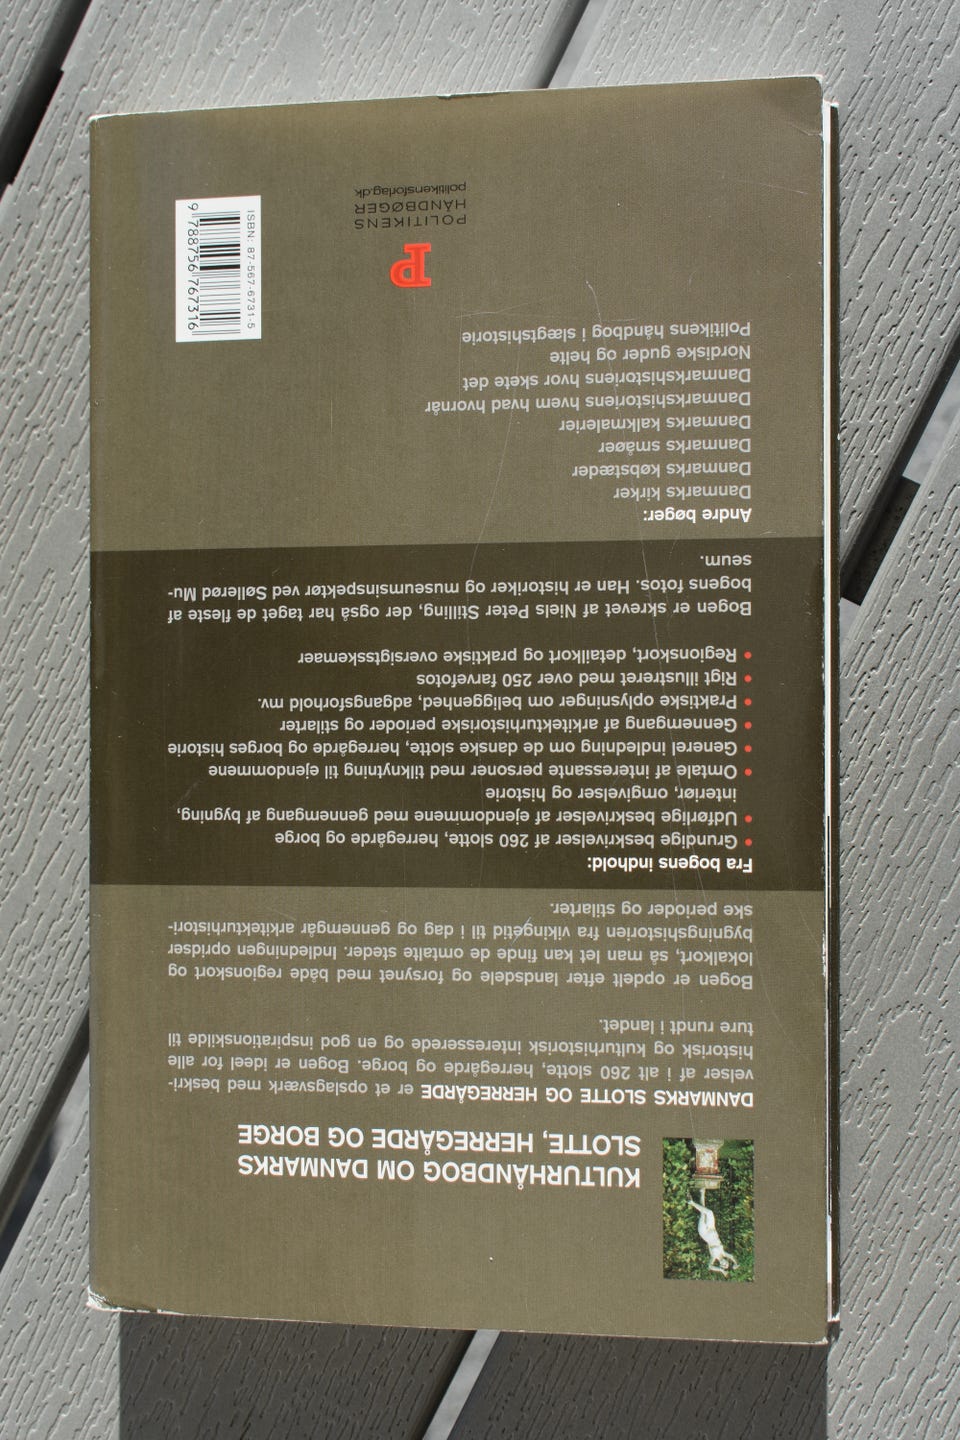 KULTURHÅNDBOG OM DANMARKS
SLOTTE, HERREGÅRDE OG BORGE
DANMARKS SLOTTE OG HERREGÅRDE er et opslagsværk med beskri-
velser af i alt 260 slotte, herregårde og borge. Bogen er ideel for alle
historisk og kulturhistorisk interesserede og en god inspirationskilde til
ture rundt i landet.
Bogen er opdelt efter landsdele og forsynet med både regionskort og
lokalkort, så man let kan finde de omtalte steder. Indledningen opridser
bygningshistorien fra vikingetid til i dag og gennemgår arkitekturhistori-
ske perioder og stilarter.
Fra bogens indhold:
• Grundige beskrivelser af 260 slotte, herregårde og borge
• Udførlige beskrivelser af ejendommene med gennemgang af bygning,
interiør, omgivelser og historie
• Omtale af interessante personer med tilknytning til ejendommene
• Generel indledning om de danske slotte, herregårde og borges historie
• Gennemgang af arkitekturhistoriske perioder og stilarter
• Praktiske oplysninger om beliggenhed, adgangsforhold mv.
• Rigt illustreret med over 250 farvefotos
• Regionskort, detailkort og praktiske oversigtsskemaer
Bogen er skrevet af Niels Peter Stilling, der også har taget de fleste af
bogens fotos. Han er historiker og museumsinspektør ved Søllerød Mu-
seum.
Andre bøger:
Danmarks kirker
Danmarks købstæder
Danmarks småøer
Danmarks kalkmalerier
Danmarkshistoriens hvem hvad hvornår
Danmarkshistoriens hvor skete det
Nordiske guder og helte
Politikens håndbog i slægtshistorie
P
POLITIKENS
HÅNDBØGER
politikensforlag.dk
ISBN: 87-567-6731-5
9 788756 767316